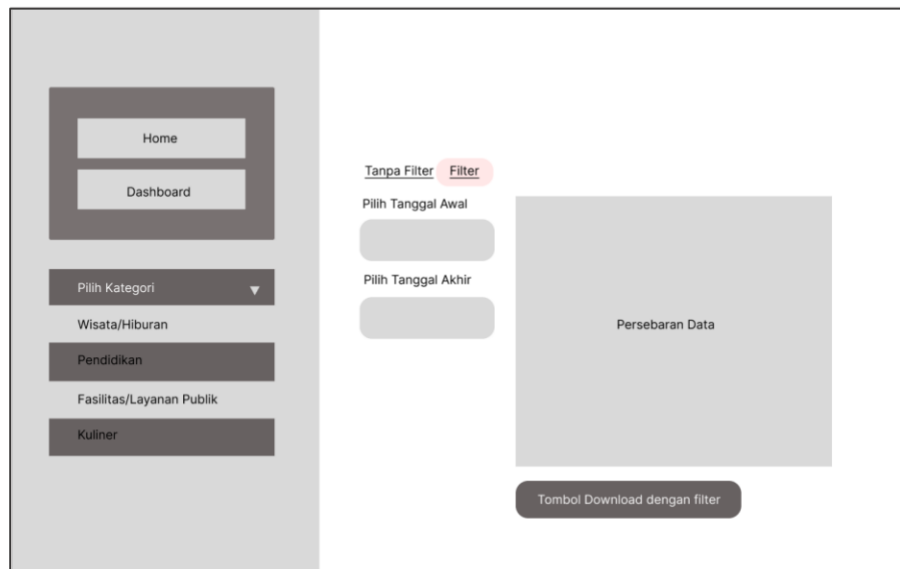 Home
Dashboard
Pilih Kategori
Wisata/Hiburan
Pendidikan
Fasilitas/Layanan Publik
Kuliner
Tanpa Filter Filter
Pilih Tanggal Awal
Pilih Tanggal Akhir
Persebaran Data
Tombol Download dengan filter